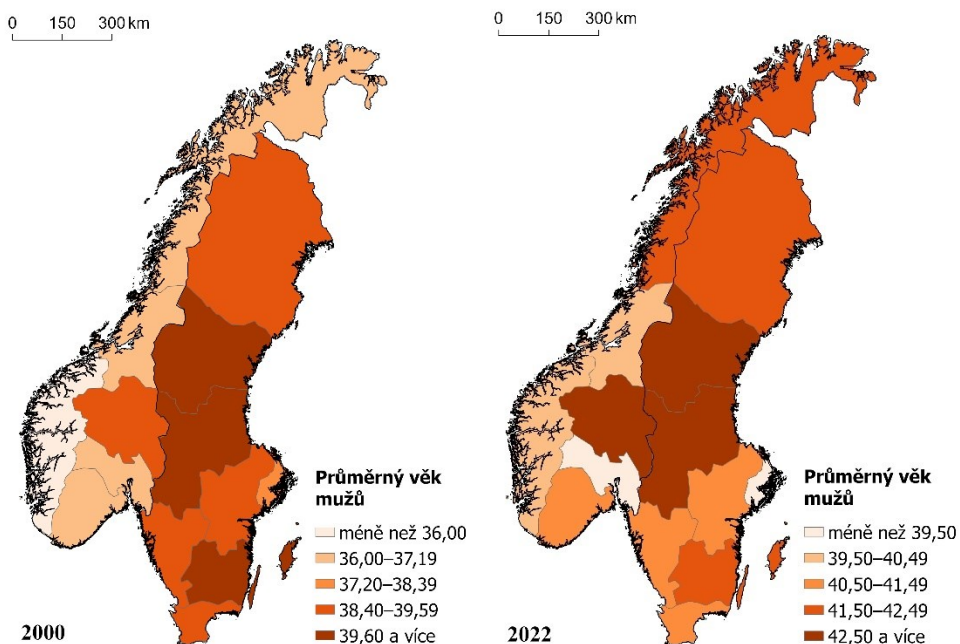 0 150 300 km
Průměrný věk
mužů
méně než 36,00
36,00–37,19
37,20–38,39
38,40–39,59
39,60 a více
2000
0 150 300 km
Průměrný věk
mužů
méně než 39,50
39,50–40,49
40,50–41,49
41,50–42,49
42,50 a více
2022